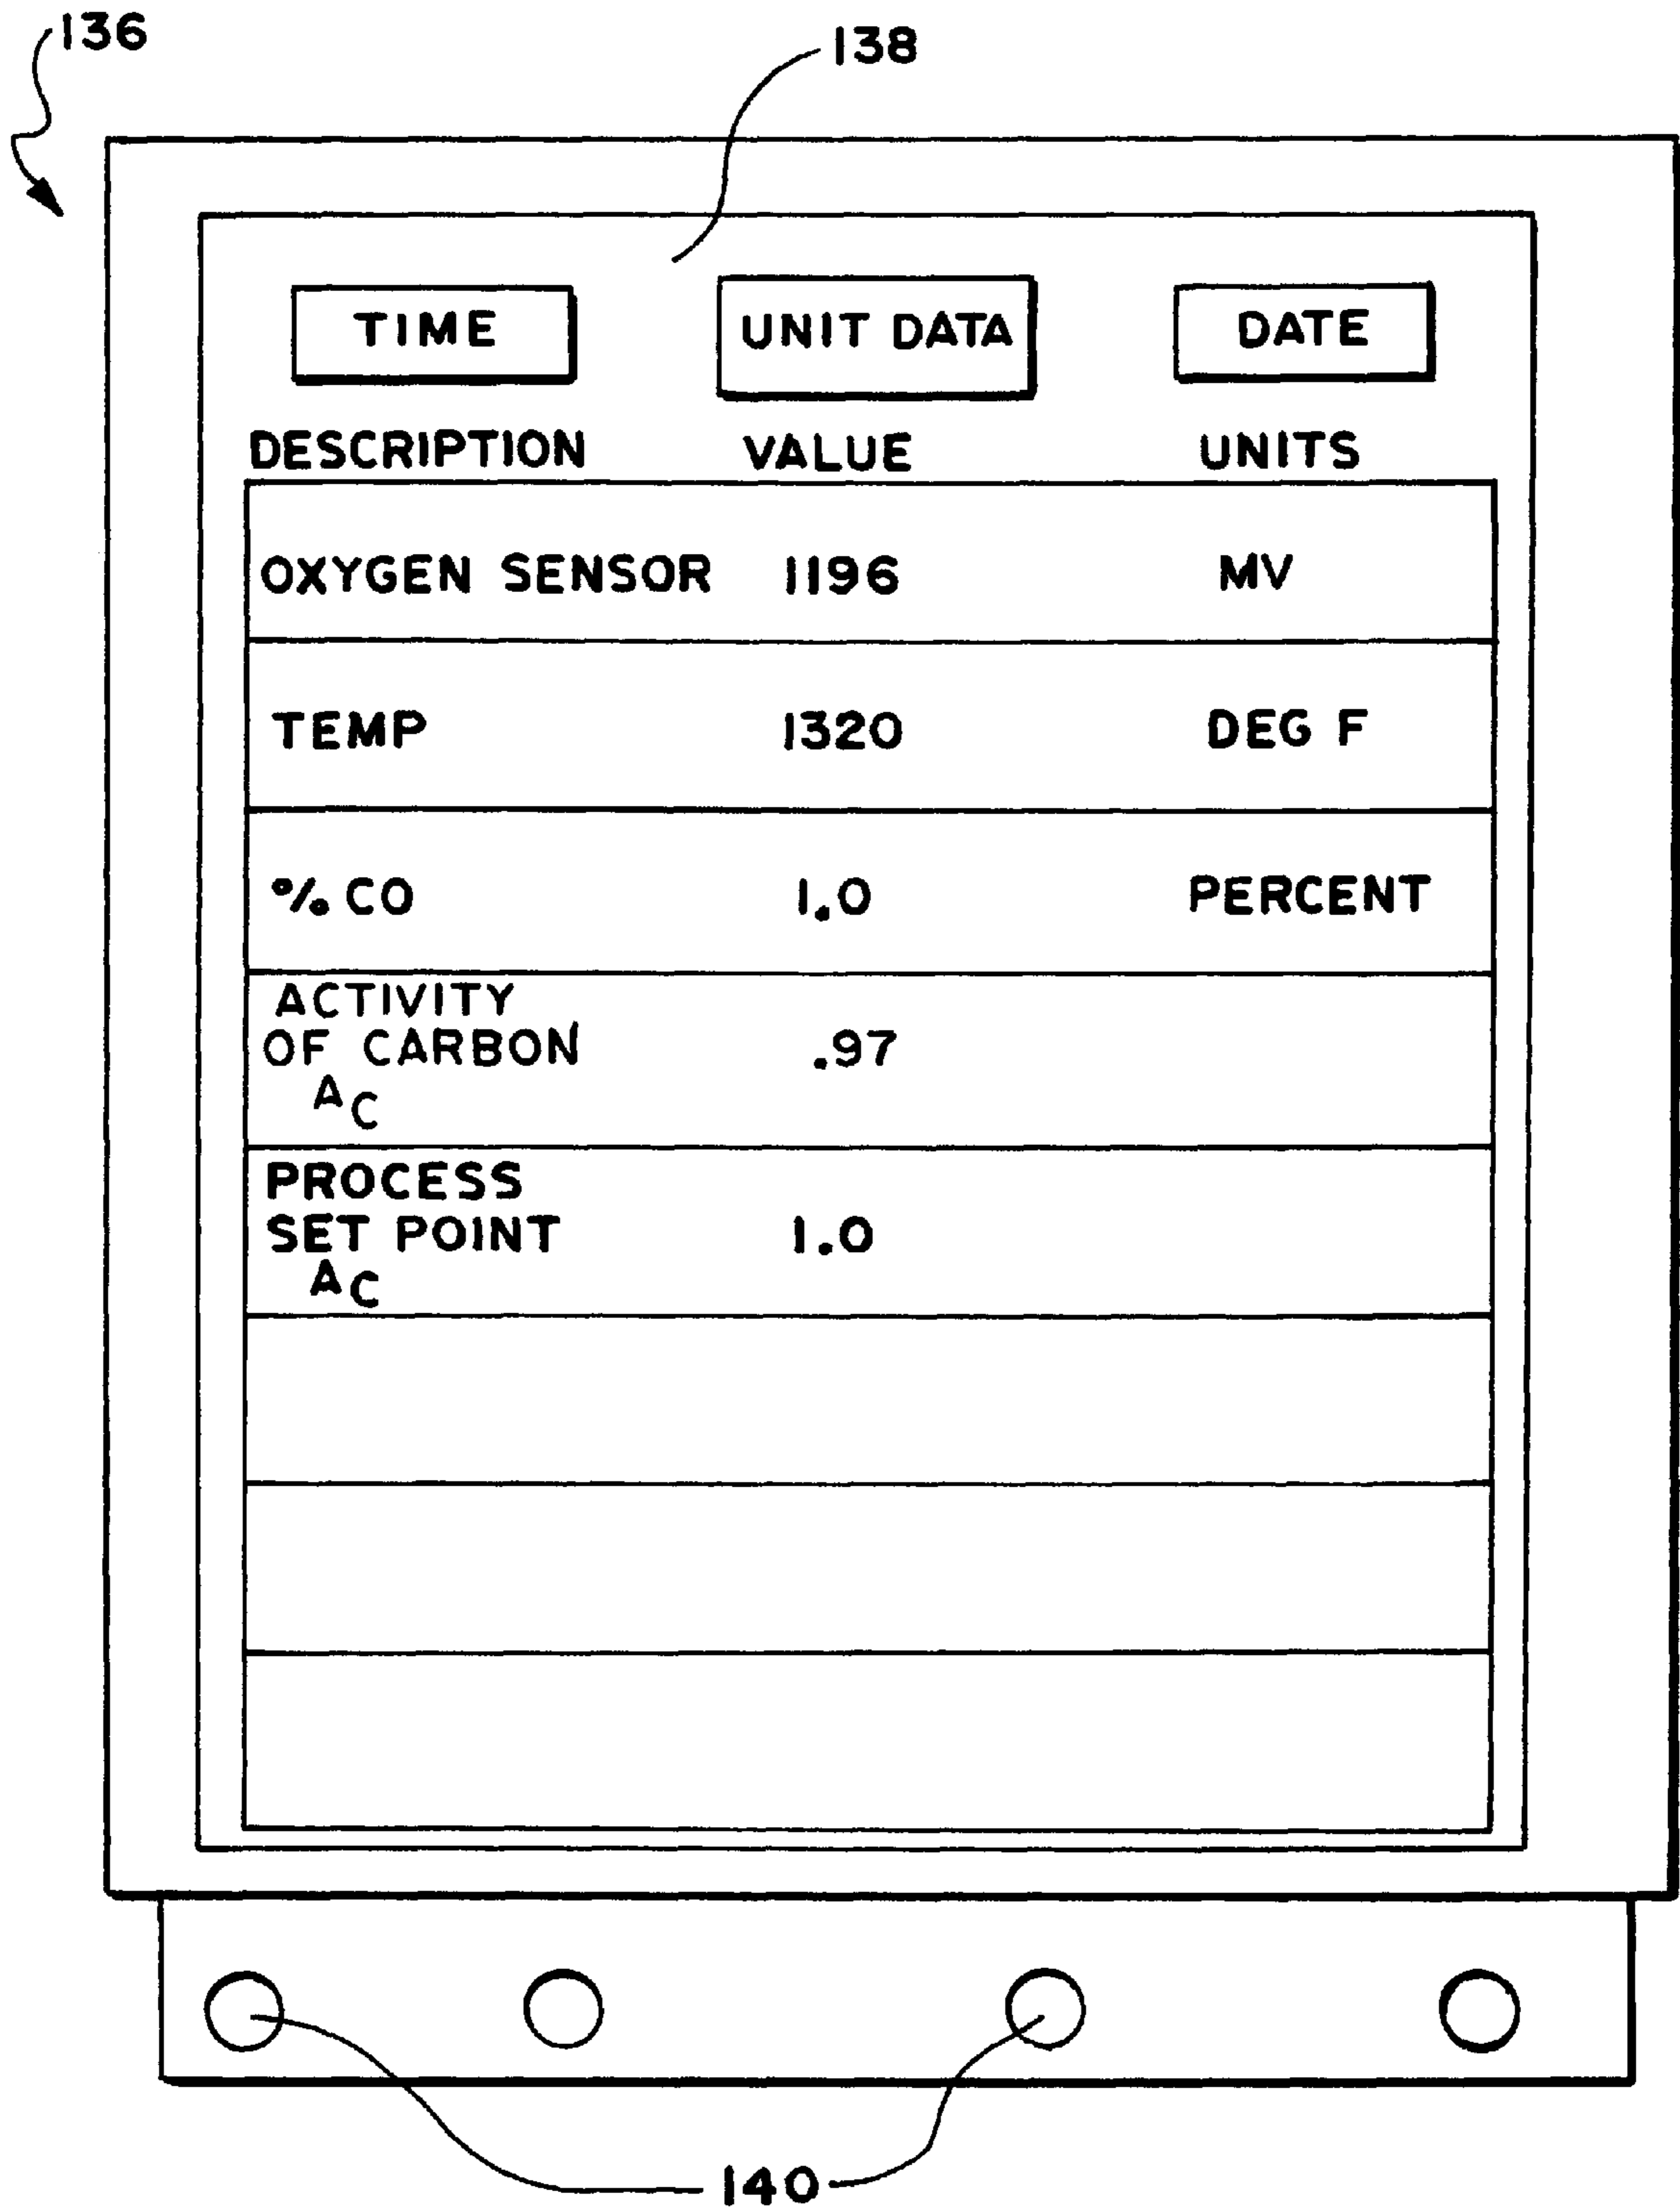 136
138
TIME UNIT DATA DATE
DESCRIPTION VALUE UNITS
OXYGEN SENSOR 1196 MV
TEMP 1320 DEG F
% CO 1.0 PERCENT
ACTIVITY
OF CARBON .97
AC
PROCESS
SET POINT 1.0
AC
140